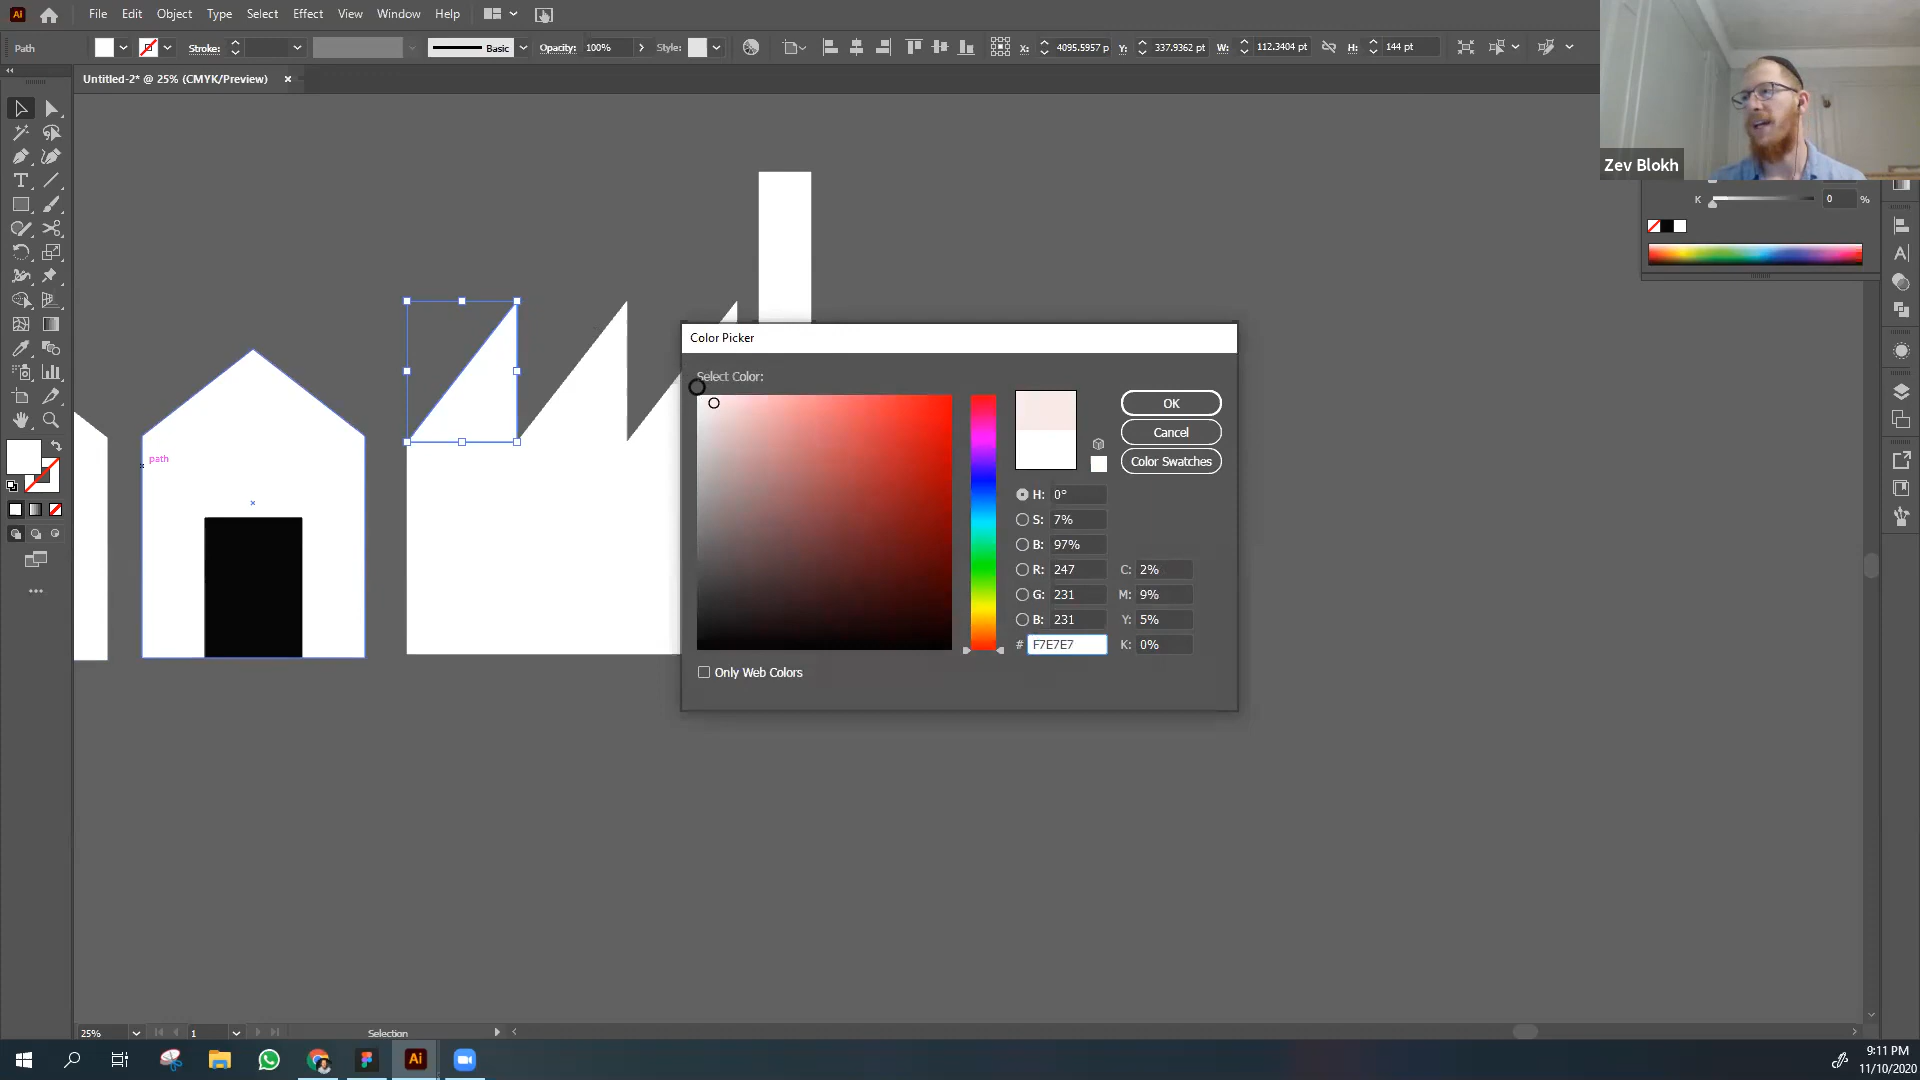 Ai File Edit Object Type Select Effect View Window Help
Path Stroke: Basic Opacity: 100% Style: X: 4095.5957 p Y: 337.9362 pt W: 112.3404 pt H: 144 pt
Untitled-2* @ 25% (CMYK/Preview) ×
Zev Blokh
K 0 %
Color Picker
Select Color:
OK
Cancel
Color Swatches
path
H: 0°
S: 7%
B: 97%
R: 247 C: 2%
G: 231 M: 9%
B: 231 Y: 5%
# F7E7E7 K: 0%
Only Web Colors
25% 1 Selection
Ai
9:11 PM
11/10/2020